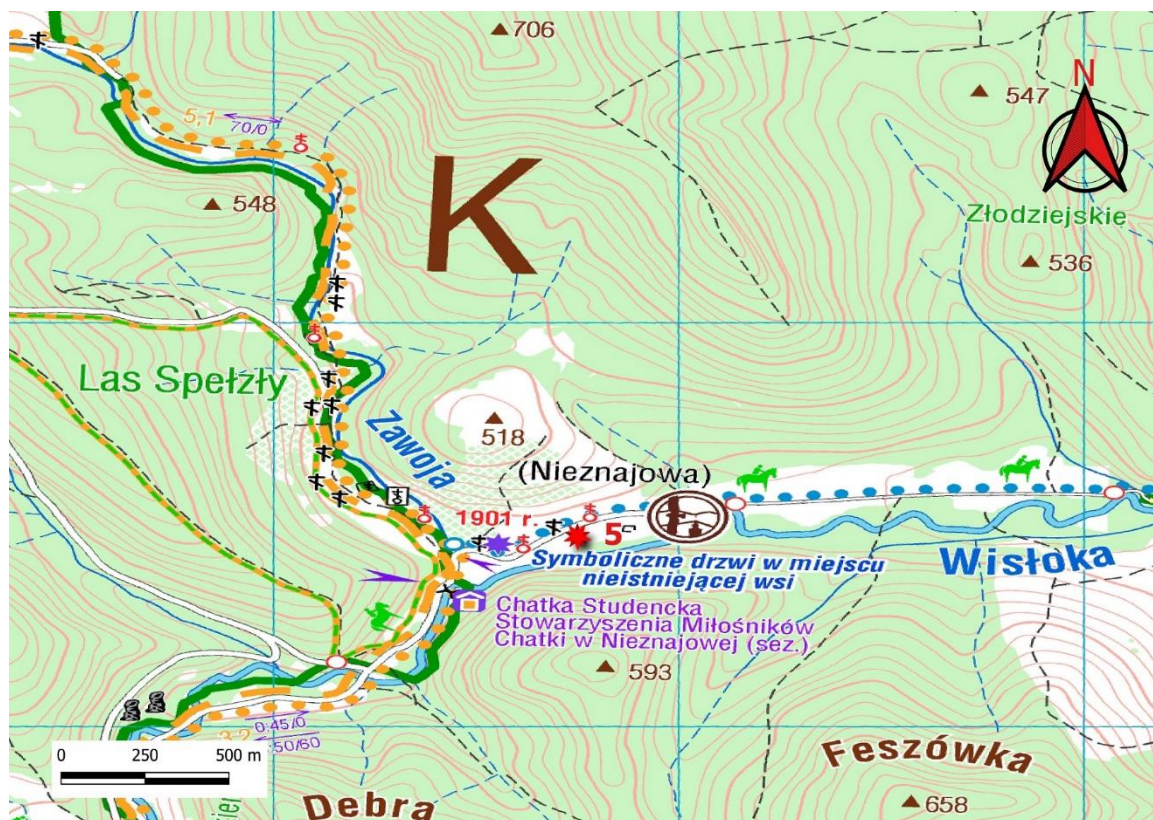 706
547
N
5,1
70/0
K
548
Złodziejskie
536
Las Spełzły
Zawoja
518
(Nieznajowa)
1901 r.
5
Symboliczne drzwi w miejscu
nieistniejącej wsi
Wisłoka
Chatka Studencka
Stowarzyszenia Miłośników
Chatki w Nieznajowej (sez.)
593
3,2
0:45/0
:50/60
0 250 500 m
Feszówka
Debra
658